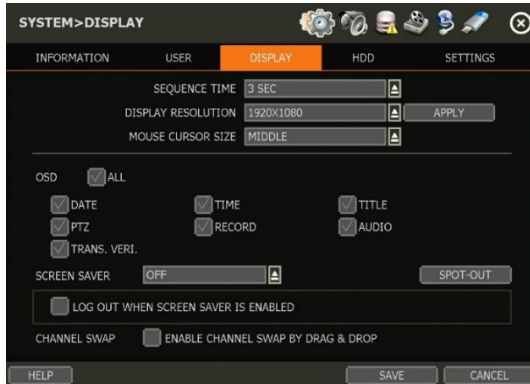 SYSTEM>DISPLAY
INFORMATION USER DISPLAY HDD SETTINGS
SEQUENCE TIME 3 SEC
DISPLAY RESOLUTION 1920X1080 APPLY
MOUSE CURSOR SIZE MIDDLE
OSD ALL
DATE TIME TITLE
PTZ RECORD AUDIO
TRANS. VERI.
SCREEN SAVER OFF SPOT-OUT
LOG OUT WHEN SCREEN SAVER IS ENABLED
CHANNEL SWAP ENABLE CHANNEL SWAP BY DRAG & DROP
HELP SAVE CANCEL